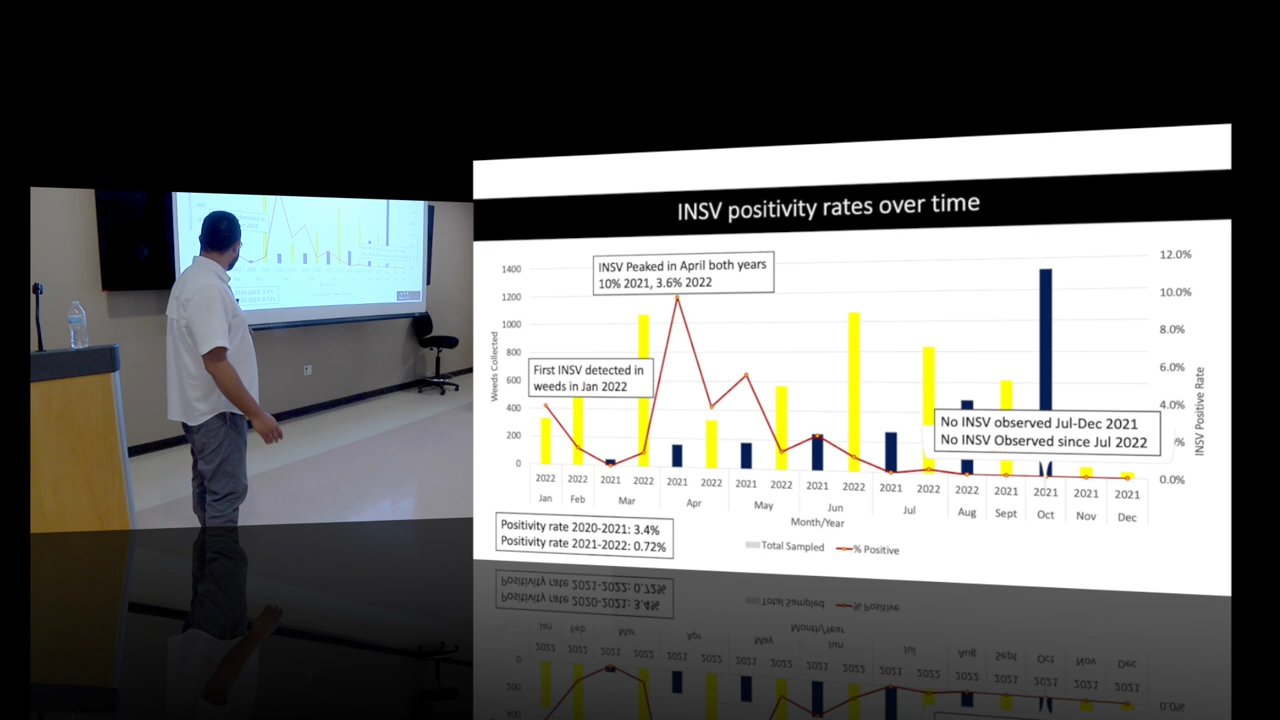 INSV positivity rates over time
INSV Peaked in April both years
10% 2021, 3.6% 2022
First INSV detected in
weeds in Jan 2022
No INSV observed Jul-Dec 2021
No INSV Observed since Jul 2022
Weeds Collected
1400
1200
1000
800
600
400
200
0
12.0%
10.0%
8.0%
6.0%
4.0%
0.0%
INSV Positive Rate
2022 2022 2021 2022 2021 2022 2021 2022 2021 2022 2021 2022 2022 2021 2021 2021 2021
Jan Feb Mar Apr May Jun Jul Aug Sept Oct Nov Dec
Month/Year
Total Sampled % Positive
Positivity rate 2020-2021: 3.4%
Positivity rate 2021-2022: 0.72%